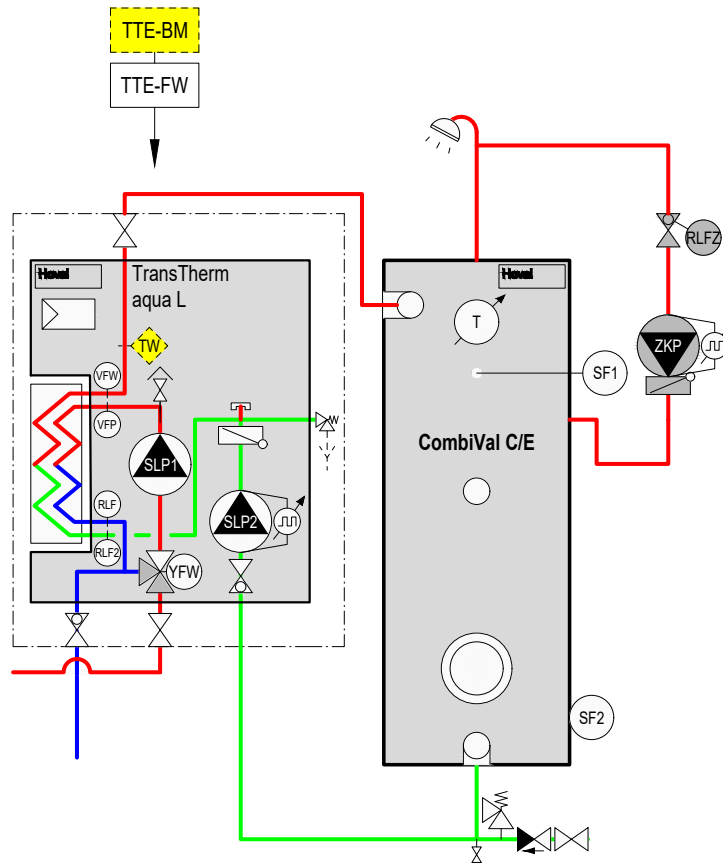 TTE-BM
TTE-FW
RLFZ
Hoval
TransTherm
aqua L
Hoval
T
ZKP
TW
SF1
VFW
VFP
CombiVal C/E
SLP1
RLF
SLP2
RLF2
YFW
SF2